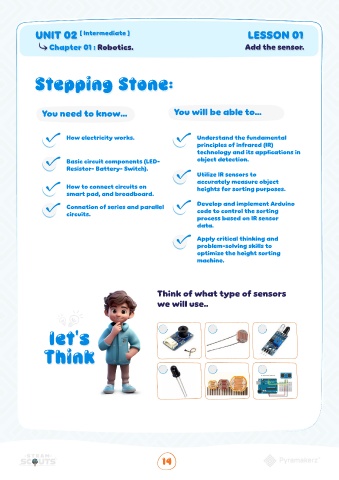 UNIT 02 [ Intermediate ]
LESSON 01
Chapter 01 : Robotics.
Add the sensor.
Stepping Stone:
You need to know...
How electricity works.
Basic circuit components (LED-
Resistor- Battery- Switch).
How to connect circuits on
smart pad, and breadboard.
Connation of series and parallel
circuits.
You will be able to...
Understand the fundamental
principles of infrared (IR)
technology and its applications in
object detection.
Utilize IR sensors to
accurately measure object
heights for sorting purposes.
Develop and implement Arduino
code to control the sorting
process based on IR sensor
data.
Apply critical thinking and
problem-solving skills to
optimize the height sorting
machine.
let's
Think
Think of what type of sensors
we will use..
STEAM
SCOUTS
14
Pyramakerz